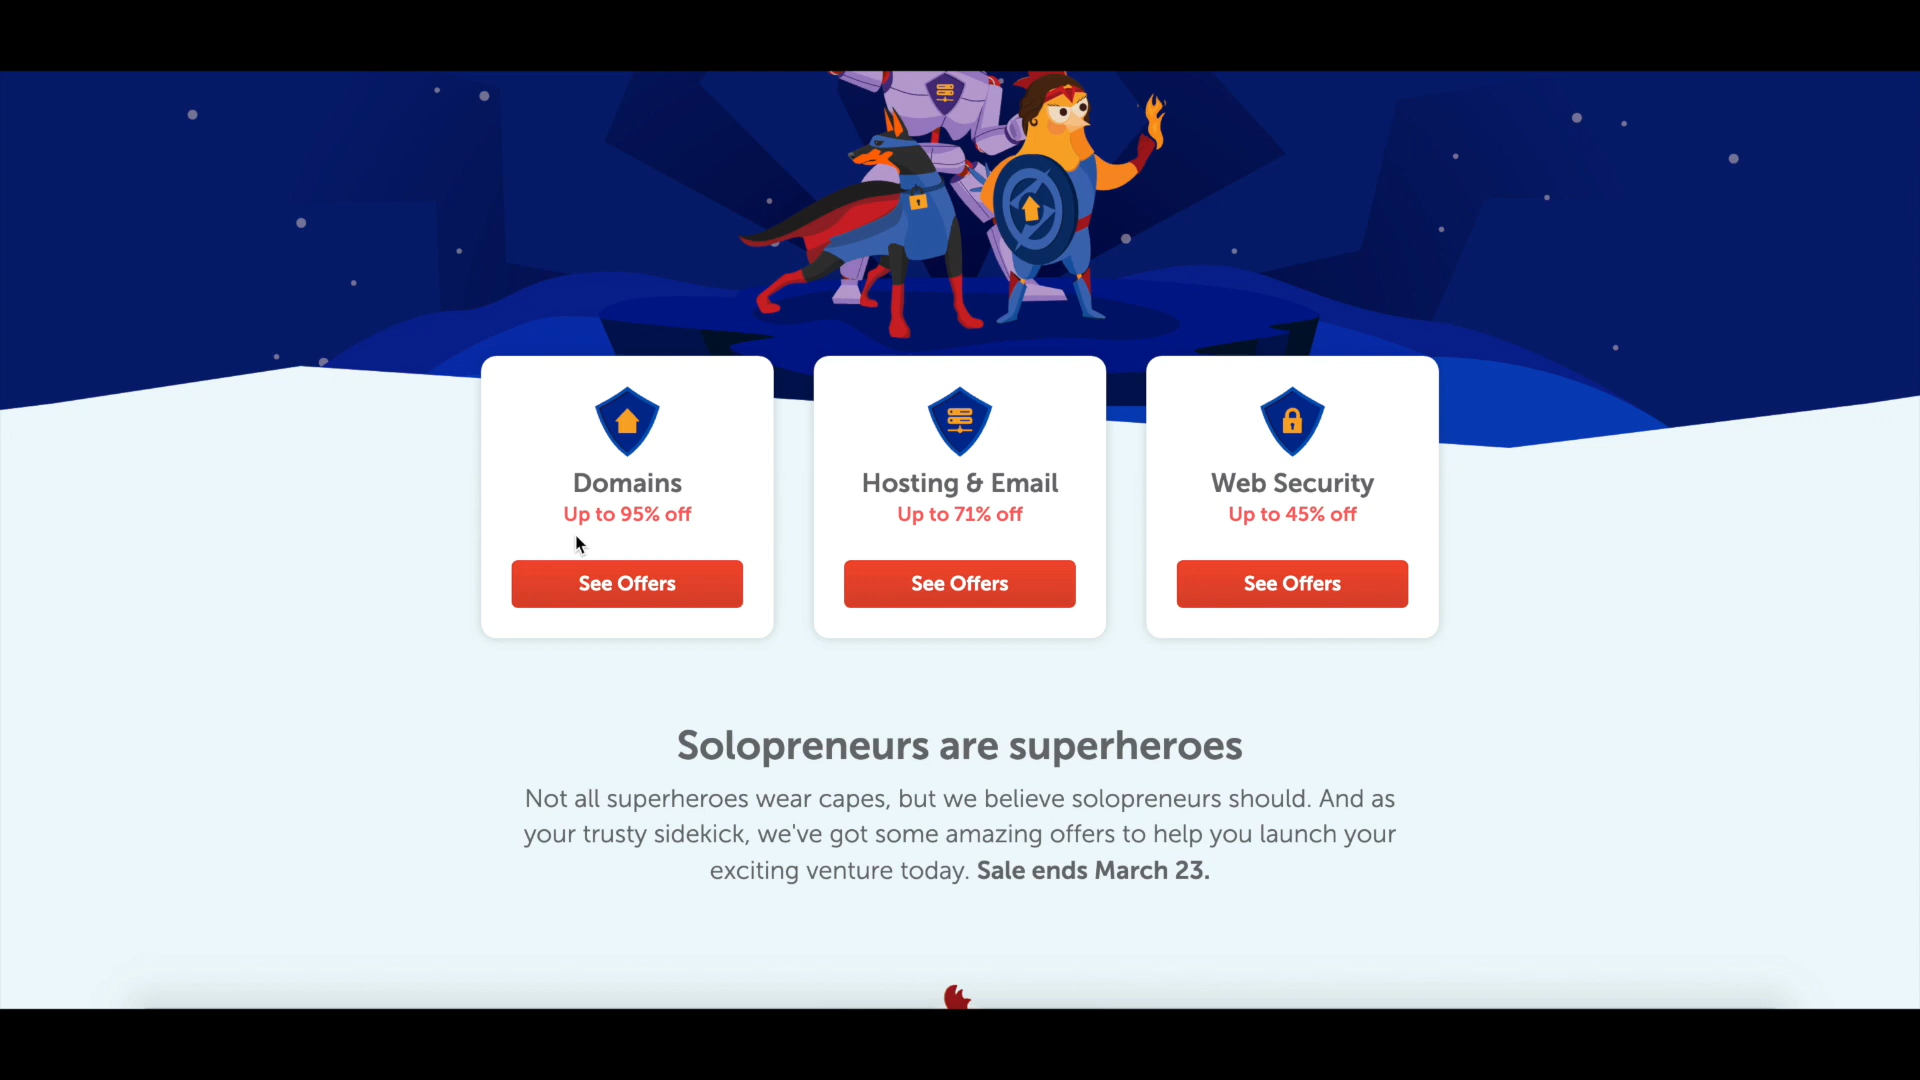 Domains
Up to 95% off
See Offers
Hosting & Email
Up to 71% off
See Offers
Web Security
Up to 45% off
See Offers
Solopreneurs are superheroes
Not all superheroes wear capes, but we believe solopreneurs should. And as
your trusty sidekick, we've got some amazing offers to help you launch your
exciting venture today. Sale ends March 23.